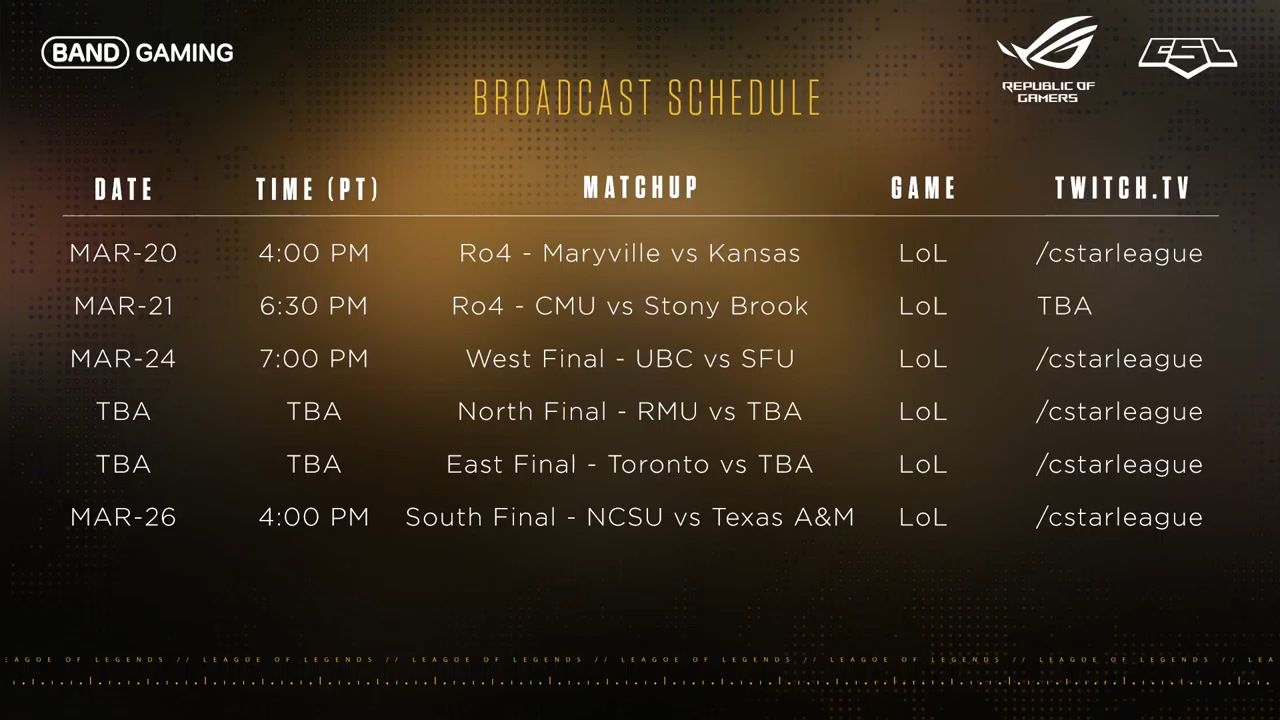 BAND GAMING
REPUBLIC OF
GAMERS
CSL
BROADCAST SCHEDULE
DATE TIME (PT) MATCHUP GAME TWITCH.TV
MAR-20 4:00 PM Ro4 - Maryville vs Kansas LoL /cstarleague
MAR-21 6:30 PM Ro4 - CMU vs Stony Brook LoL TBA
MAR-24 7:00 PM West Final - UBC vs SFU LoL /cstarleague
TBA TBA North Final - RMU vs TBA LoL /cstarleague
TBA TBA East Final - Toronto vs TBA LoL /cstarleague
MAR-26 4:00 PM South Final - NCSU vs Texas A&M LoL /cstarleague
EAGOE OF LEGENDS // LEAGOE OF LEGENDS // LEAGOE OF LEGENDS // LEAGOE OF LEGENDS // LEAGOE OF LEGENDS // LEAGOE OF LEGENDS // LEA